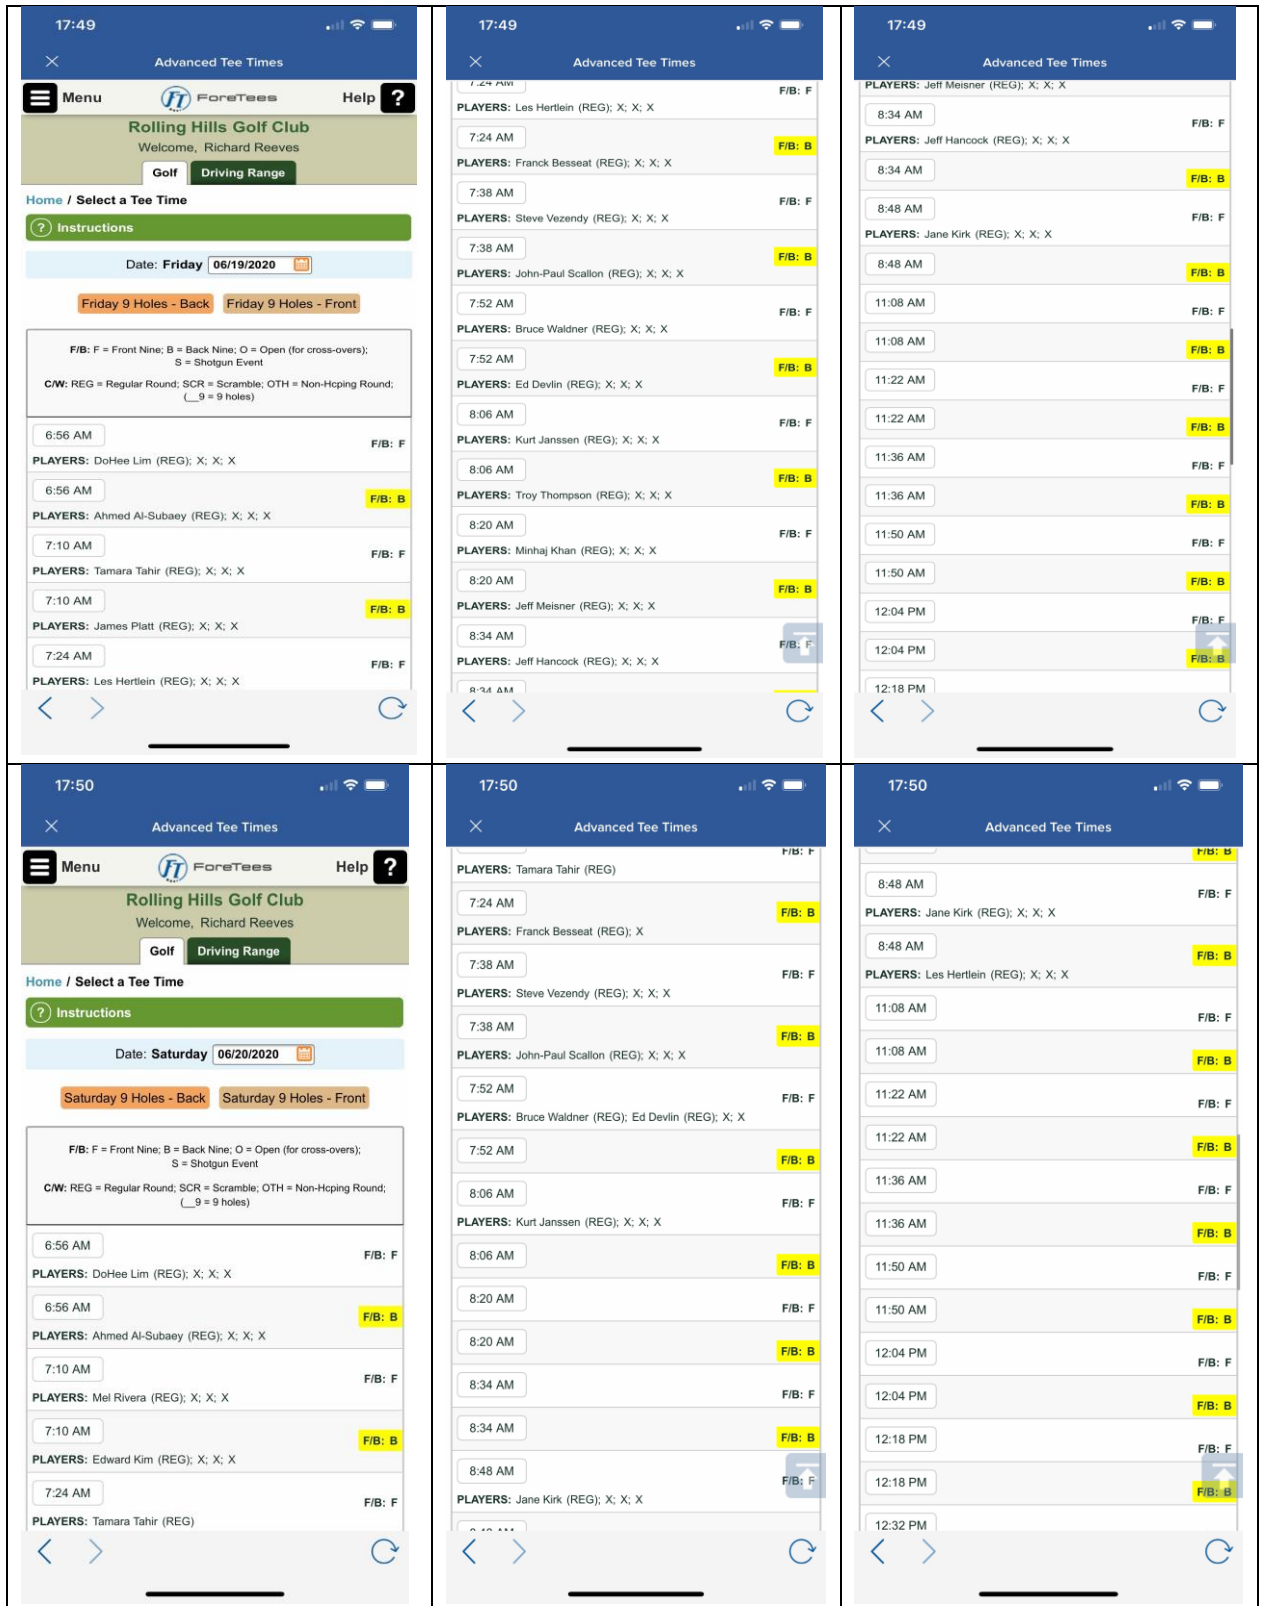 17:49
Advanced Tee Times
Menu ForeTees Help ?
Rolling Hills Golf Club
Welcome, Richard Reeves
Golf Driving Range
Home / Select a Tee Time
? Instructions
Date: Friday 06/19/2020
Friday 9 Holes - Back Friday 9 Holes - Front
F/B: F = Front Nine; B = Back Nine; O = Open (for cross-overs);
S = Shotgun Event
C/W: REG = Regular Round; SCR = Scramble; OTH = Non-Hcping Round;
(__9 = 9 holes)
6:56 AM
F/B: F
PLAYERS: DoHee Lim (REG); X; X; X
6:56 AM
F/B: B
PLAYERS: Ahmed Al-Subaey (REG); X; X; X
7:10 AM
F/B: F
PLAYERS: Tamara Tahir (REG); X; X; X
7:10 AM
F/B: B
PLAYERS: James Platt (REG); X; X; X
7:24 AM
F/B: F
PLAYERS: Les Hertlein (REG); X; X; X
17:49
Advanced Tee Times
7:24 AM
F/B: F
PLAYERS: Les Hertlein (REG); X; X; X
7:24 AM
F/B: B
PLAYERS: Franck Besseat (REG); X; X; X
7:38 AM
F/B: F
PLAYERS: Steve Vezendy (REG); X; X; X
7:38 AM
F/B: B
PLAYERS: John-Paul Scallon (REG); X; X; X
7:52 AM
F/B: F
PLAYERS: Bruce Waldner (REG); X; X; X
7:52 AM
F/B: B
PLAYERS: Ed Devlin (REG); X; X; X
8:06 AM
F/B: F
PLAYERS: Kurt Janssen (REG); X; X; X
8:06 AM
F/B: B
PLAYERS: Troy Thompson (REG); X; X; X
8:20 AM
F/B: F
PLAYERS: Minhaj Khan (REG); X; X; X
8:20 AM
F/B: B
PLAYERS: Jeff Meisner (REG); X; X; X
8:34 AM
F/B: F
PLAYERS: Jeff Hancock (REG); X; X; X
8:34 AM
17:49
Advanced Tee Times
PLAYERS: Jeff Meisner (REG); X; X; X
8:34 AM
F/B: F
PLAYERS: Jeff Hancock (REG); X; X; X
8:34 AM
F/B: B
8:48 AM
F/B: F
PLAYERS: Jane Kirk (REG); X; X; X
8:48 AM
F/B: B
11:08 AM
F/B: F
11:08 AM
F/B: B
11:22 AM
F/B: F
11:22 AM
F/B: B
11:36 AM
F/B: F
11:36 AM
F/B: B
11:50 AM
F/B: F
11:50 AM
F/B: B
12:04 PM
F/B: F
12:04 PM
F/B: B
12:18 PM
17:50
Advanced Tee Times
Menu ForeTees Help ?
Rolling Hills Golf Club
Welcome, Richard Reeves
Golf Driving Range
Home / Select a Tee Time
? Instructions
Date: Saturday 06/20/2020
Saturday 9 Holes - Back Saturday 9 Holes - Front
F/B: F = Front Nine; B = Back Nine; O = Open (for cross-overs);
S = Shotgun Event
C/W: REG = Regular Round; SCR = Scramble; OTH = Non-Hcping Round;
(__9 = 9 holes)
6:56 AM
F/B: F
PLAYERS: DoHee Lim (REG); X; X; X
6:56 AM
F/B: B
PLAYERS: Ahmed Al-Subaey (REG); X; X; X
7:10 AM
F/B: F
PLAYERS: Mel Rivera (REG); X; X; X
7:10 AM
F/B: B
PLAYERS: Edward Kim (REG); X; X; X
7:24 AM
F/B: F
PLAYERS: Tamara Tahir (REG)
17:50
Advanced Tee Times
F/B: F
PLAYERS: Tamara Tahir (REG)
7:24 AM
F/B: B
PLAYERS: Franck Besseat (REG); X
7:38 AM
F/B: F
PLAYERS: Steve Vezendy (REG); X; X; X
7:38 AM
F/B: B
PLAYERS: John-Paul Scallon (REG); X; X; X
7:52 AM
F/B: F
PLAYERS: Bruce Waldner (REG); Ed Devlin (REG); X; X
7:52 AM
F/B: B
8:06 AM
F/B: F
PLAYERS: Kurt Janssen (REG); X; X; X
8:06 AM
F/B: B
8:20 AM
F/B: F
8:20 AM
F/B: B
8:34 AM
F/B: F
8:34 AM
F/B: B
8:48 AM
F/B: F
PLAYERS: Jane Kirk (REG); X; X; X
17:50
Advanced Tee Times
F/B: B
8:48 AM
F/B: F
PLAYERS: Jane Kirk (REG); X; X; X
8:48 AM
F/B: B
PLAYERS: Les Hertlein (REG); X; X; X
11:08 AM
F/B: F
11:08 AM
F/B: B
11:22 AM
F/B: F
11:22 AM
F/B: B
11:36 AM
F/B: F
11:36 AM
F/B: B
11:50 AM
F/B: F
11:50 AM
F/B: B
12:04 PM
F/B: F
12:04 PM
F/B: B
12:18 PM
F/B: F
12:18 PM
F/B: B
12:32 PM